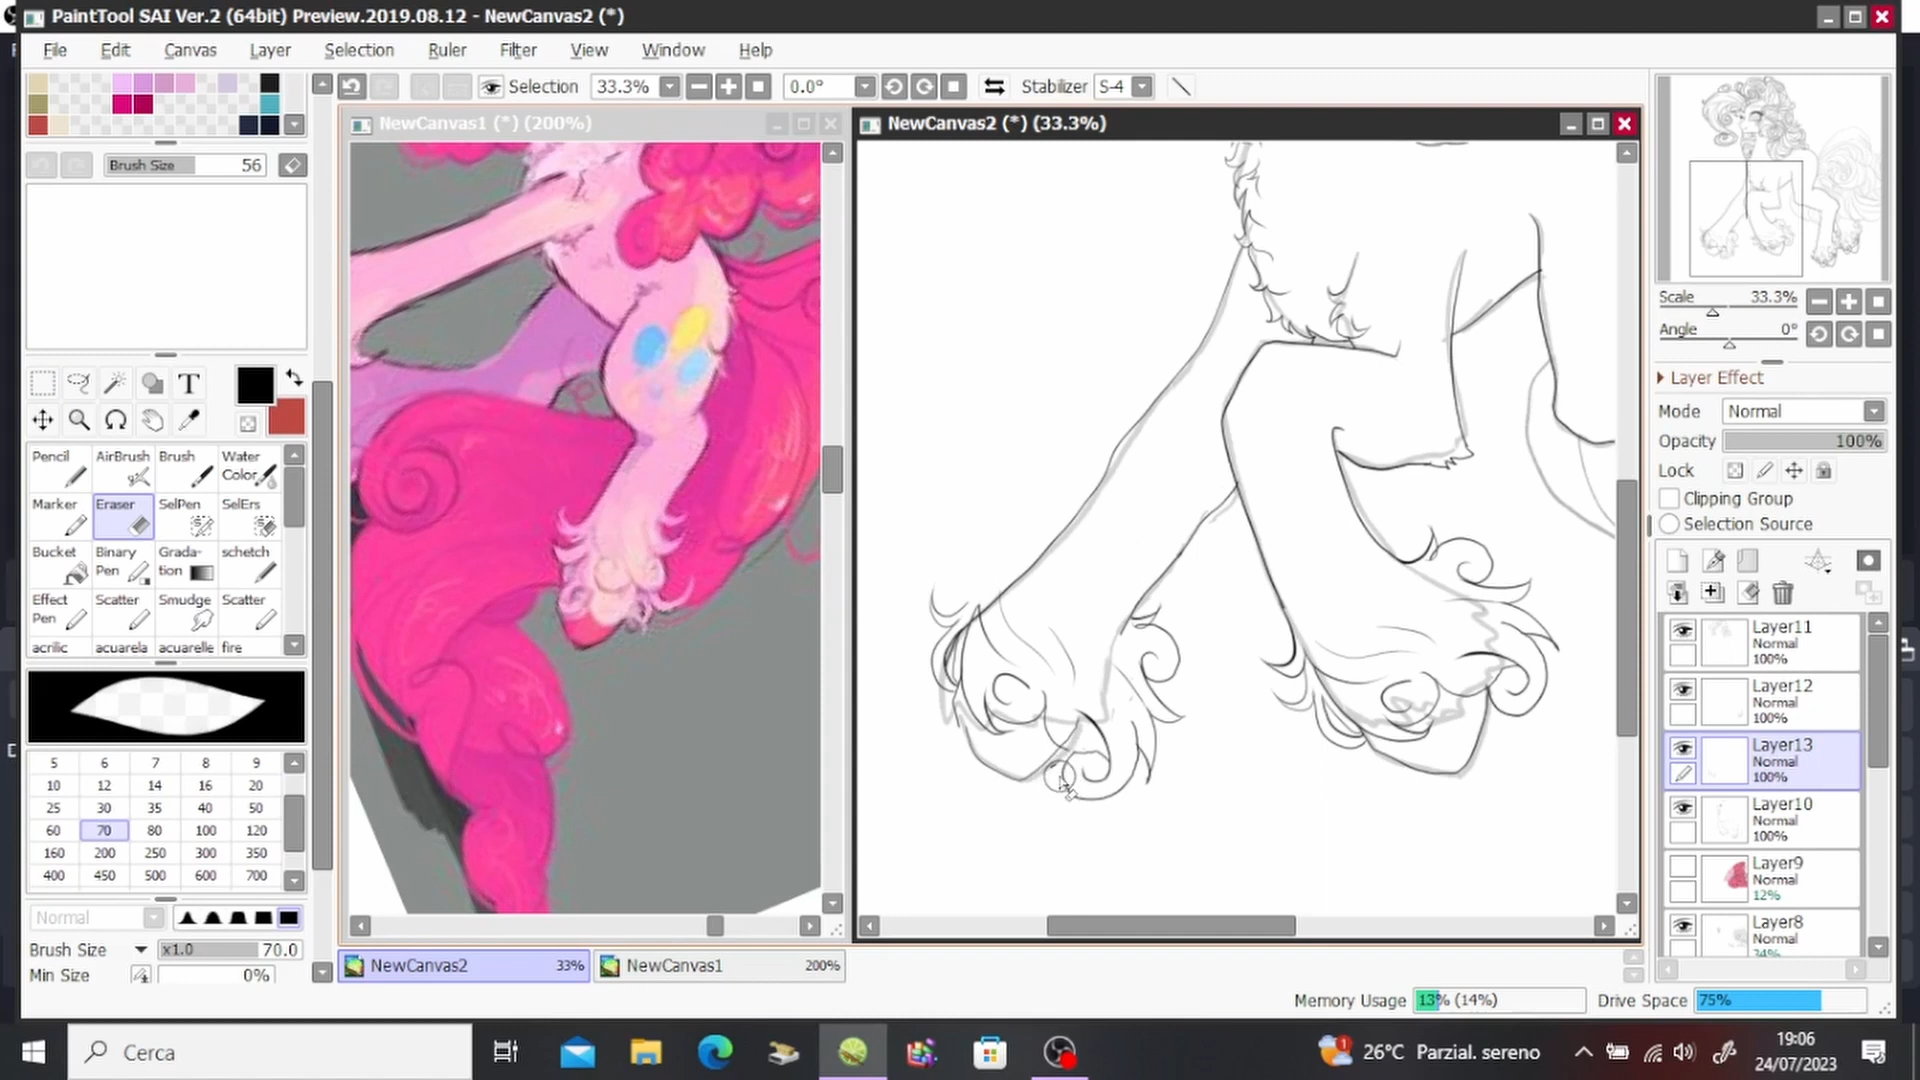 PaintTool SAI Ver.2 (64bit) Preview.2019.08.12 - NewCanvas2 (*)
File Edit Canvas Layer Selection Ruler Filter View Window Help
Selection 33.3% 0.0° Stabilizer S-4
NewCanvas1 (*) (200%)
NewCanvas2 (*) (33.3%)
Brush Size 56
Scale 33.3%
Angle 0°
Layer Effect
Mode Normal
Opacity 100%
Lock
Clipping Group
Selection Source
T
Pencil AirBrush Brush Water Color
Marker Eraser SelPen SelErs
Bucket Binary Pen Grada-tion schetch
Effect Pen Scatter Smudge Scatter
acrilic acuarela acuarelle fire
5 6 7 8 9
10 12 14 16 20
25 30 35 40 50
60 70 80 100 120
160 200 250 300 350
400 450 500 600 700
Normal
Brush Size x1.0 70.0
Min Size 0%
Layer11
Normal
100%
Layer12
Normal
100%
Layer13
Normal
100%
Layer10
Normal
100%
Layer9
Normal
12%
Layer8
Normal
34%
NewCanvas2 33%
NewCanvas1 200%
Memory Usage 13% (14%) Drive Space 75%
Cerca
1
26°C Parzial. sereno
19:06
24/07/2023